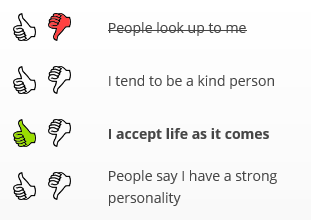 People look up to me
I tend to be a kind person
I accept life as it comes
People say I have a strong
personality